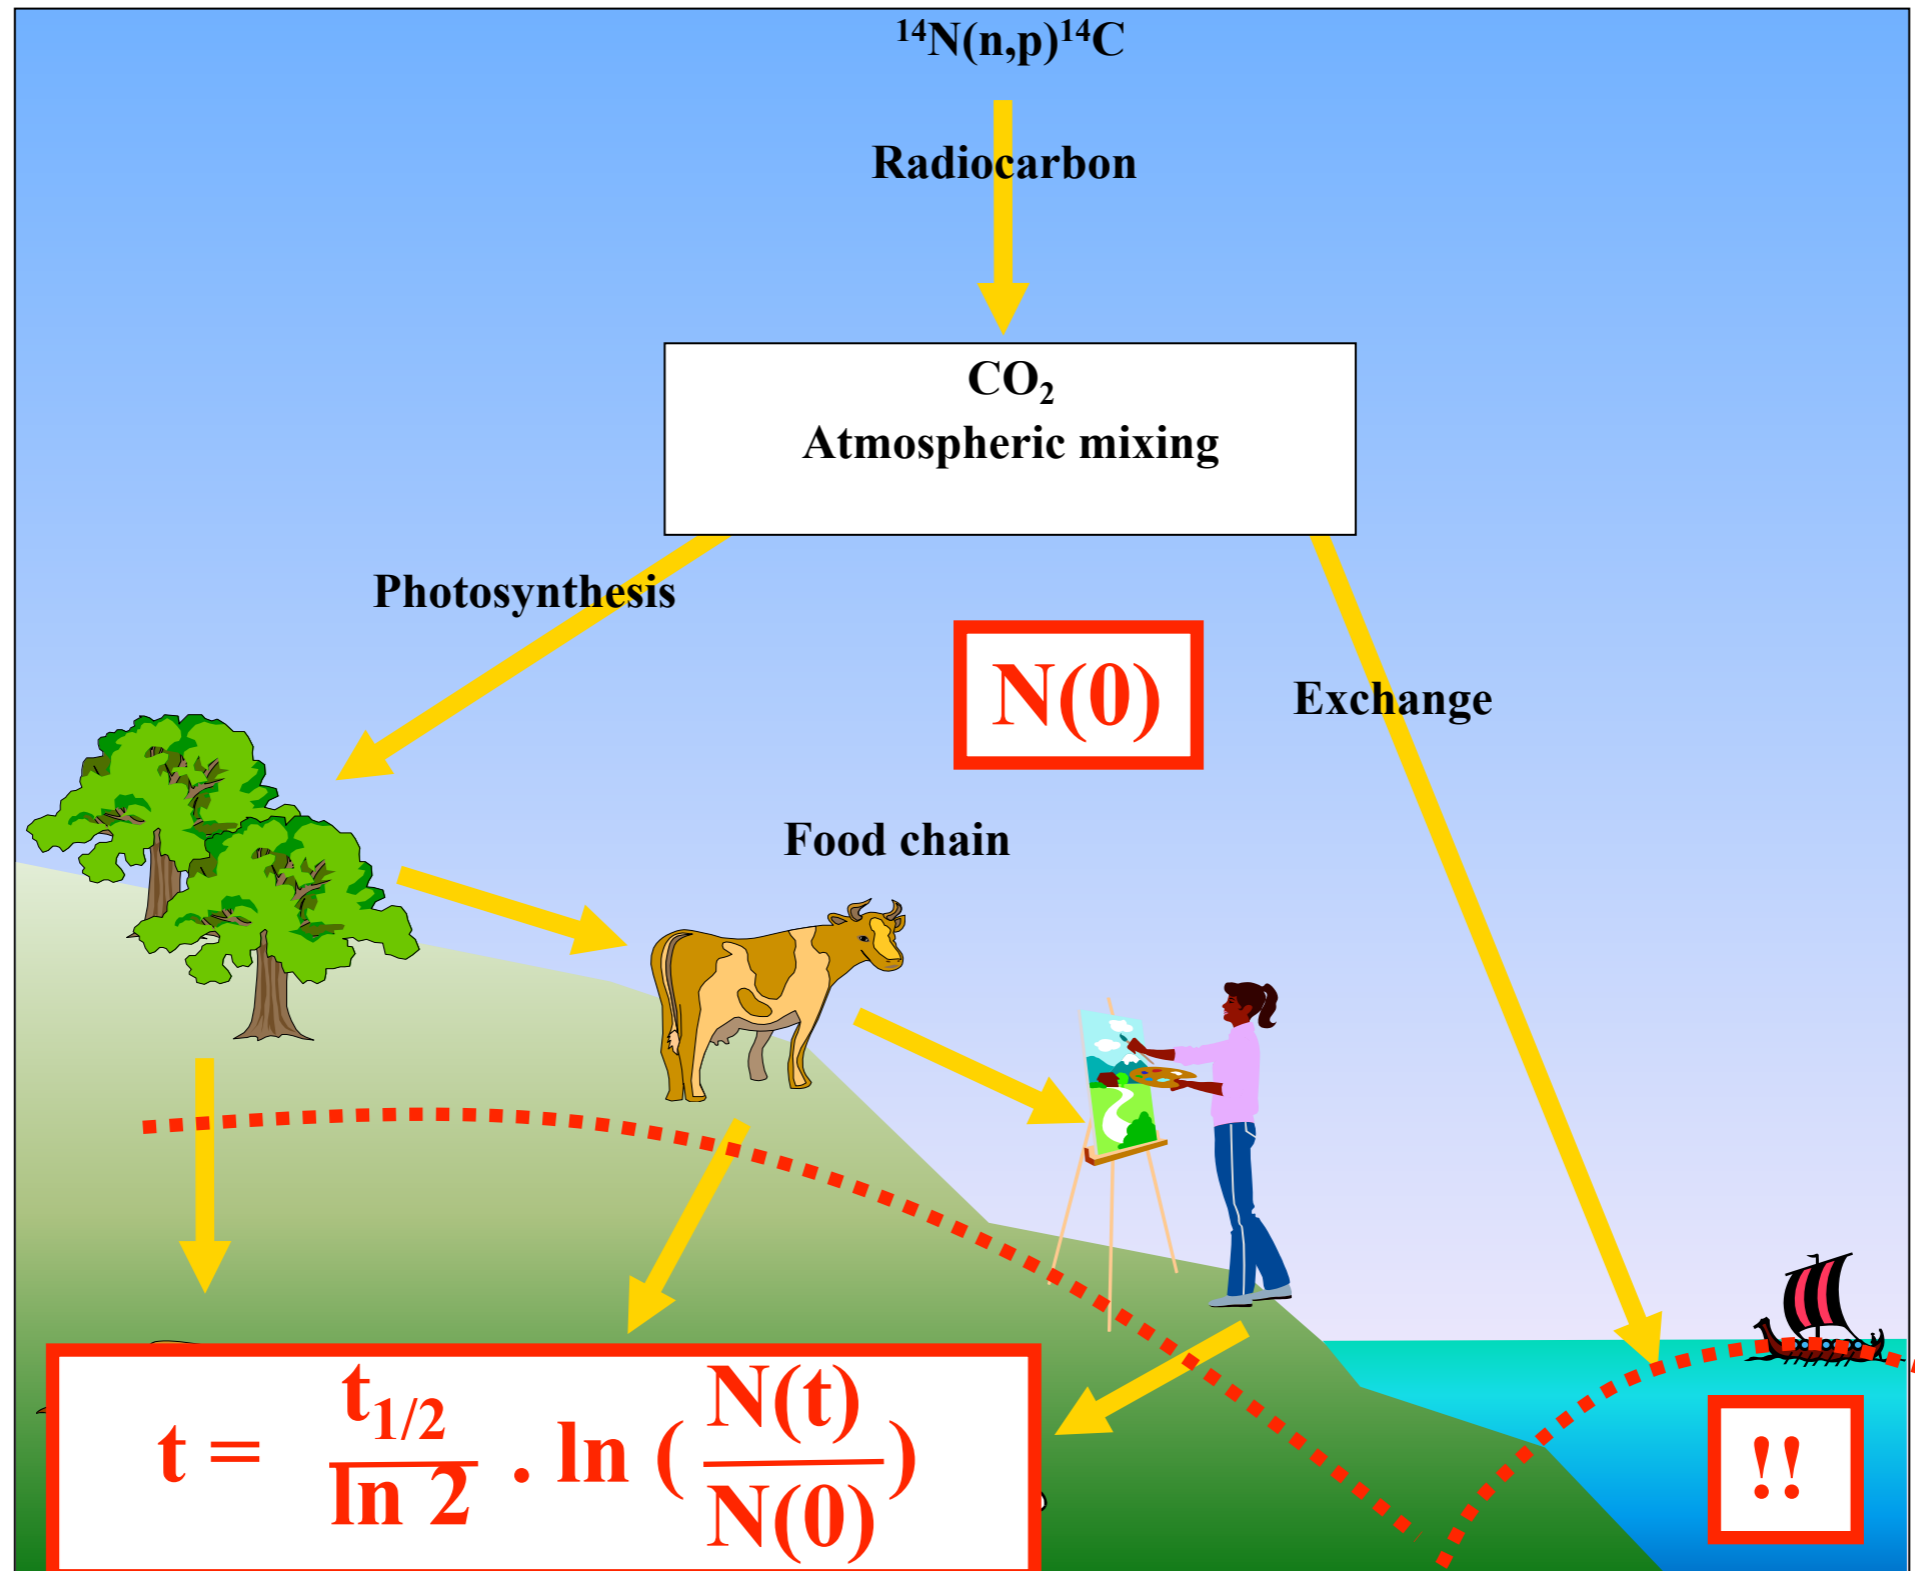 ¹⁴N(n,p)¹⁴C
Radiocarbon
CO₂
Atmospheric mixing
Photosynthesis
N(0)
Exchange
Food chain
t = t₁/₂ / ln 2 . ln ( N(t) / N(0) )
!!